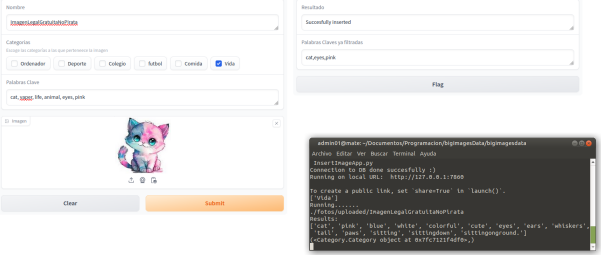 Nombre
ImagenLegalGratuitaNoPirata
Categorías
Escoge las categorías a las que pertenece la imagen
Ordenador
Deporte
Colegio
futbol
Comida
Vida
Palabras Clave
cat, vaper, life, animal, eyes, pink
Imagen
Clear
Submit
Resultado
Succesfully inserted
Palabras Claves ya filtradas
cat,eyes,pink
Flag
admin01@mate: ~/Documentos/Programacion/bigimagesData/bigimagesdata
Archivo Editar Ver Buscar Terminal Ayuda
InsertImageApp.py
Connection to DB done succesfully :)
Running on local URL: http://127.0.0.1:7860
To create a public link, set `share=True` in `launch()`.
['Vida']
Running.......
./fotos/uploaded/ImagenLegalGratuitaNoPirata
Results:
['cat', 'pink', 'blue', 'white', 'colorful', 'cute', 'eyes', 'ears', 'whiskers',
'tail', 'paws', 'sitting', 'sittingdown', 'sittingonground.']
(<Category.Category object at 0x7fc7121f4df0>,)